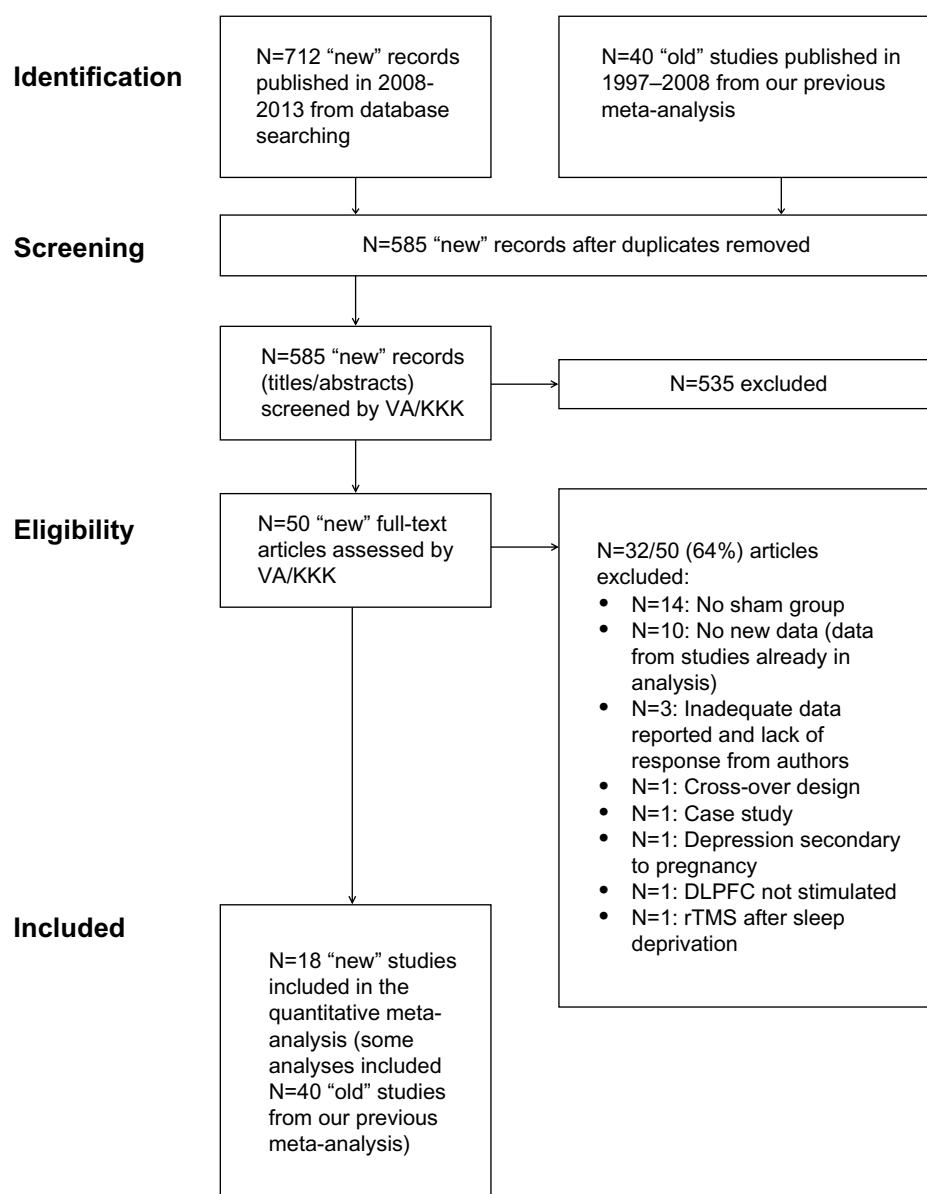 Identification
N=712 “new” records
published in 2008-
2013 from database
searching
N=40 “old” studies published in
1997–2008 from our previous
meta-analysis
Screening
N=585 “new” records after duplicates removed
N=585 “new” records
(titles/abstracts)
screened by VA/KKK
N=535 excluded
Eligibility
N=50 “new” full-text
articles assessed by
VA/KKK
N=32/50 (64%) articles
excluded:
• N=14: No sham group
• N=10: No new data (data
from studies already in
analysis)
• N=3: Inadequate data
reported and lack of
response from authors
• N=1: Cross-over design
• N=1: Case study
• N=1: Depression secondary
to pregnancy
• N=1: DLPFC not stimulated
• N=1: rTMS after sleep
deprivation
Included
N=18 “new” studies
included in the
quantitative meta-
analysis (some
analyses included
N=40 “old” studies
from our previous
meta-analysis)